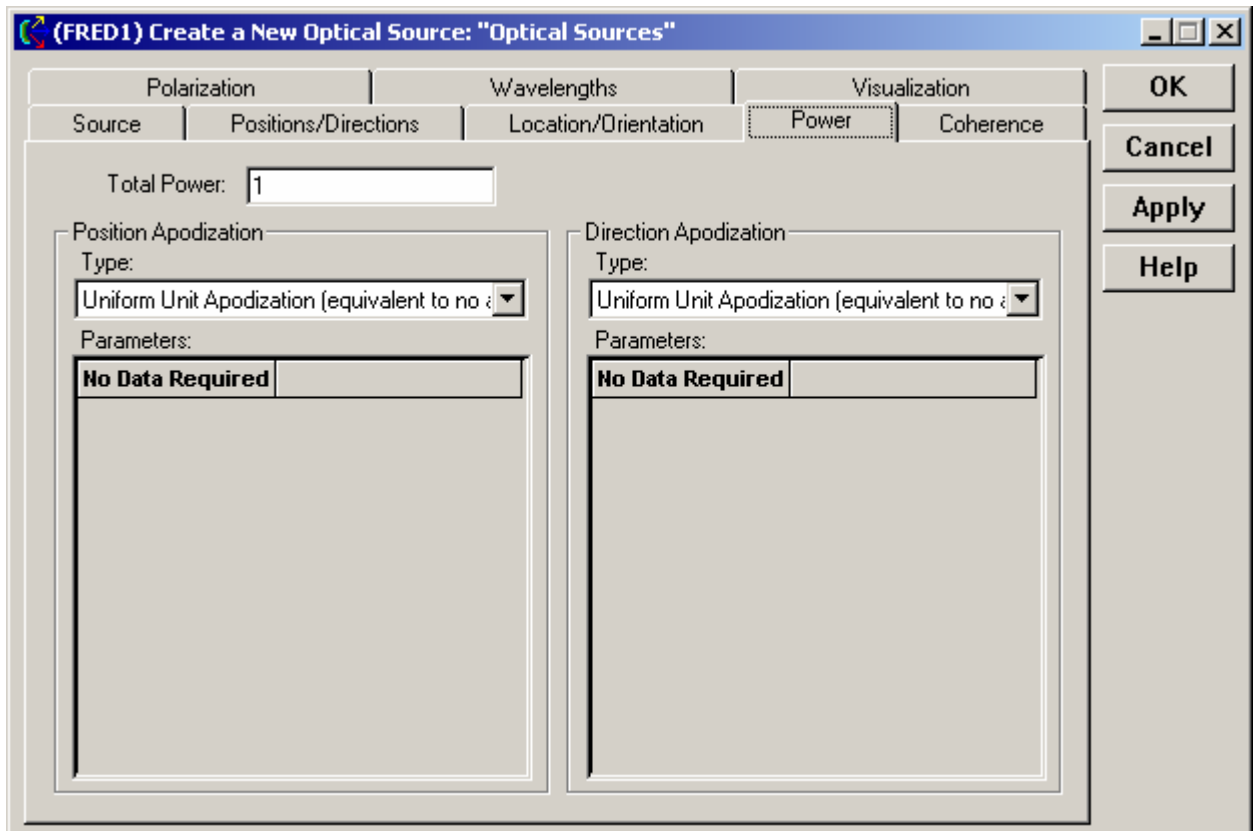 (FRED1) Create a New Optical Source: "Optical Sources"
Polarization Wavelengths Visualization
Source Positions/Directions Location/Orientation Power Coherence
OK
Cancel
Apply
Help
Total Power: 1
Position Apodization
Type:
Uniform Unit Apodization (equivalent to no
Parameters:
No Data Required
Direction Apodization
Type:
Uniform Unit Apodization (equivalent to no
Parameters:
No Data Required